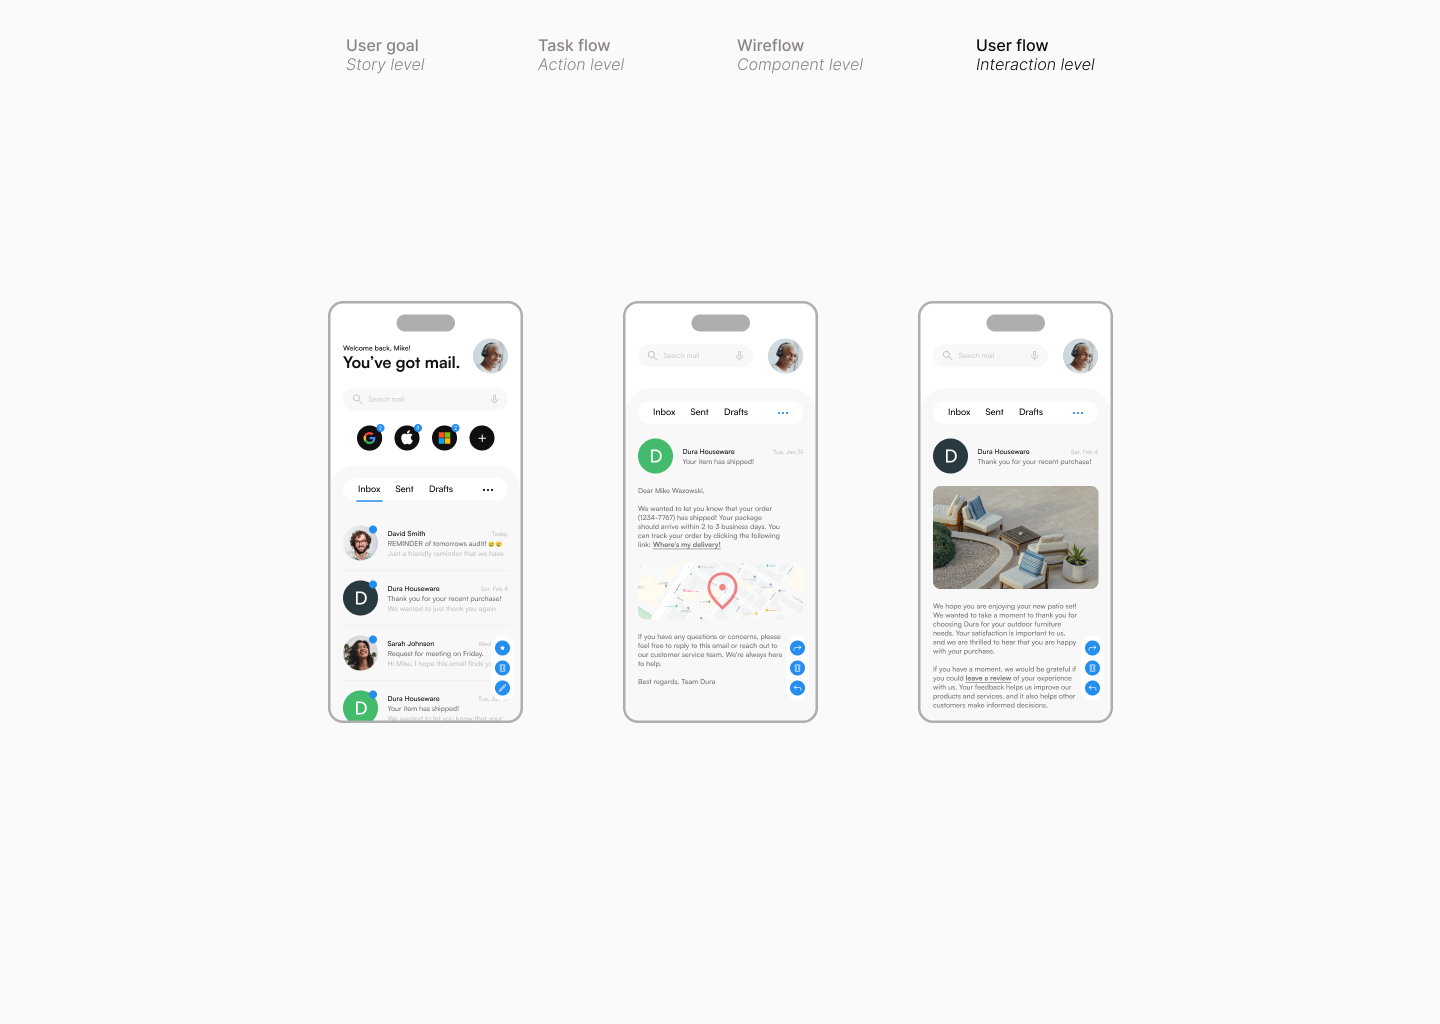 User goal
Story level
Task flow
Action level
Wireflow
Component level
User flow
Interaction level
Welcome back, Mike!
You've got mail.
Search mail
Inbox Sent Drafts
David Smith Today
REMINDER of tomorrows audit! 😢😢
Just a friendly reminder that we have
D
Dura Houseware Sat, Feb 4
Thank you for your recent purchase!
We wanted to just thank you again
Sarah Johnson Wed
Request for meeting on Friday.
Hi Mike, I hope this email finds yo
D
Dura Houseware Tue, Ja
Your item has shipped!
We wanted to let you know that your
Search mail
Inbox Sent Drafts
D
Dura Houseware Tue, Jan 31
Your item has shipped!
Dear Mike Wazowski,
We wanted to let you know that your order
(1234-7767) has shipped! Your package
should arrive within 2 to 3 business days. You
can track your order by clicking the following
link: Where's my delivery!
If you have any questions or concerns, please
feel free to reply to this email or reach out to
our customer service team. We're always here
to help.
Best regards, Team Dura
Search mail
Inbox Sent Drafts
D
Dura Houseware Sat, Feb 4
Thank you for your recent purchase!
We hope you are enjoying your new patio set!
We wanted to take a moment to thank you for
choosing Dura for your outdoor furniture
needs. Your satisfaction is important to us,
and we are thrilled to hear that you are happy
with your purchase.
If you have a moment, we would be grateful if
you could leave a review of your experience
with us. Your feedback helps us improve our
products and services, and it also helps other
customers make informed decisions.